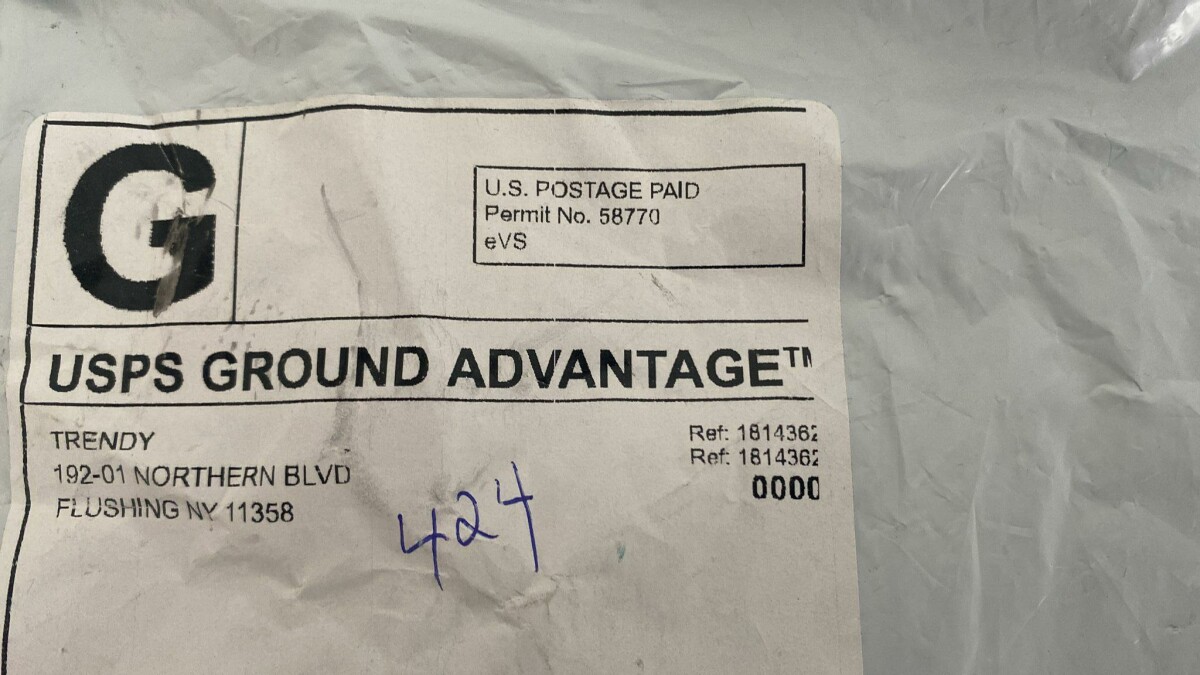 G
U.S. POSTAGE PAID
Permit No. 58770
eVS
USPS GROUND ADVANTAGE™
TRENDY
192-01 NORTHERN BLVD
FLUSHING NY 11358
Ref: 1814362
Ref: 1814362
0000
424